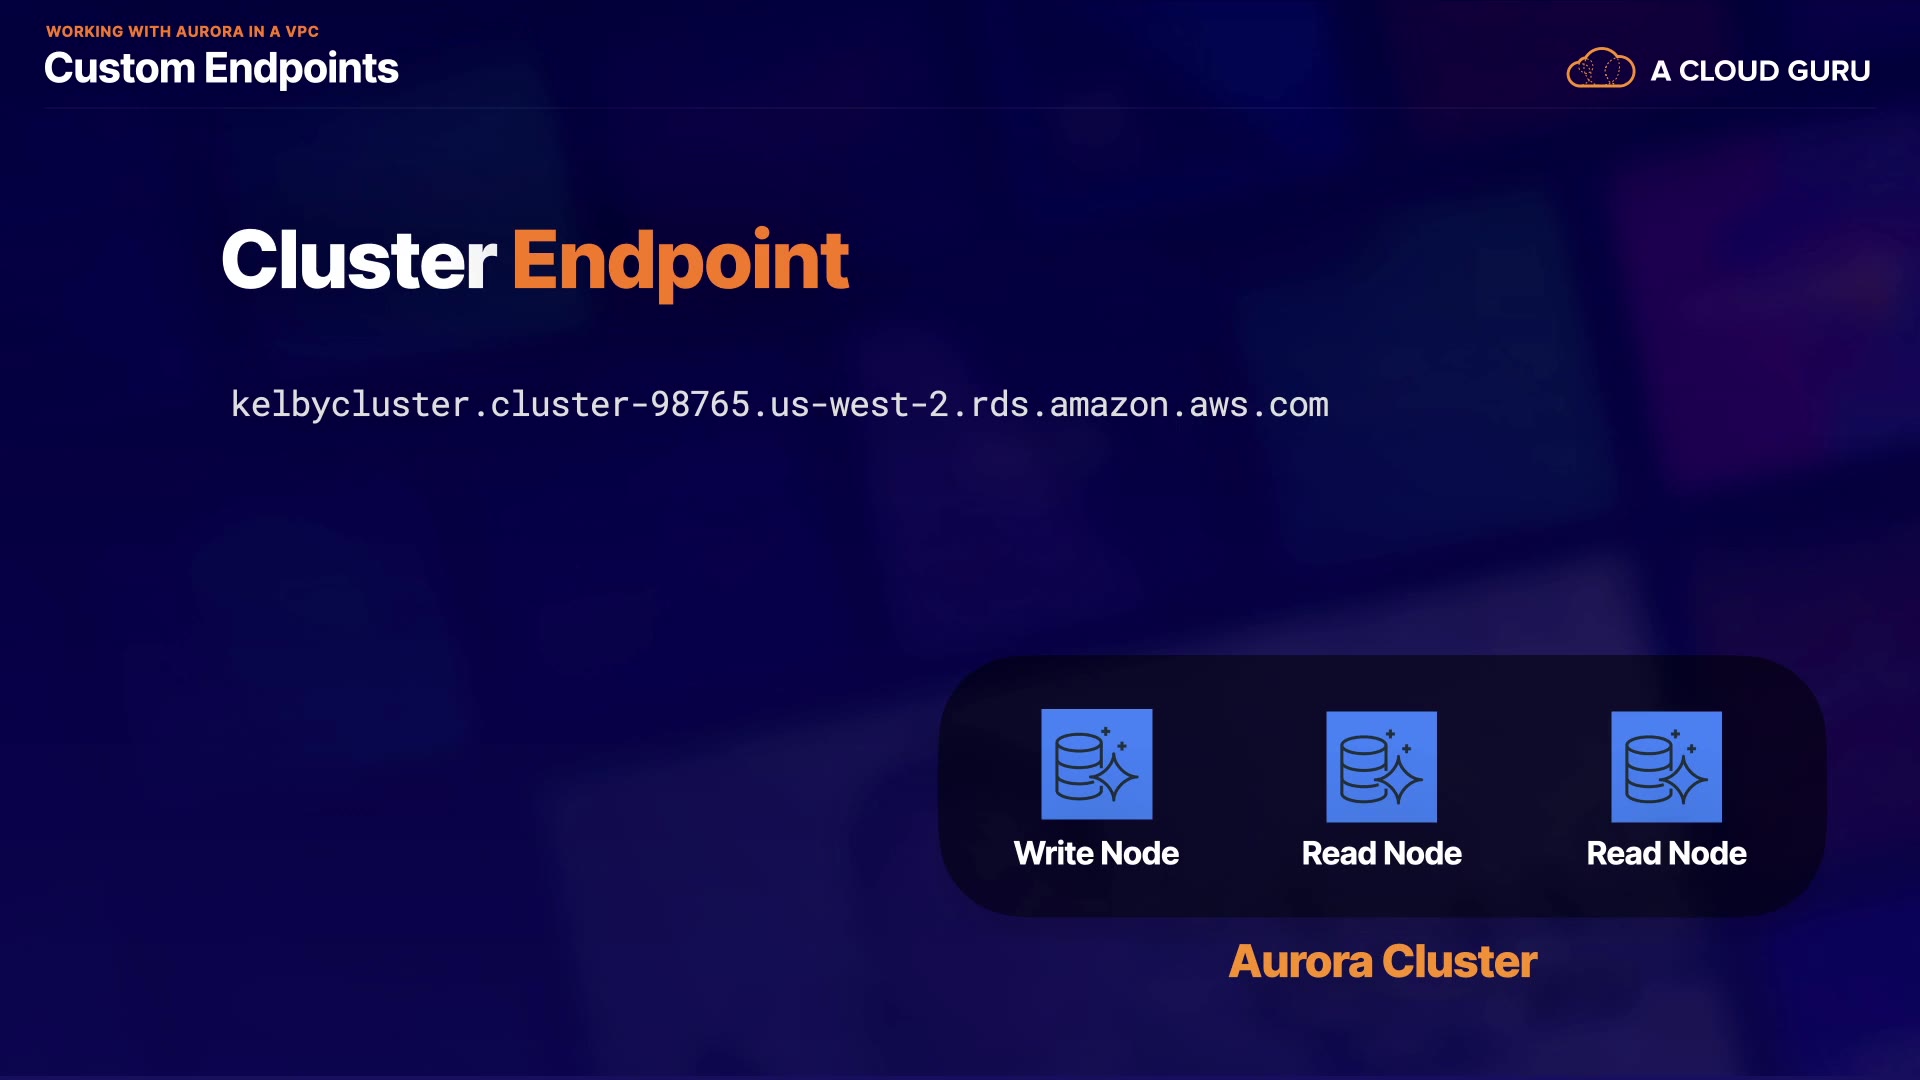 WORKING WITH AURORA IN A VPC
Custom Endpoints
A CLOUD GURU
Cluster Endpoint
kelbycluster.cluster-98765.us-west-2.rds.amazon.aws.com
Write Node
Read Node
Read Node
Aurora Cluster